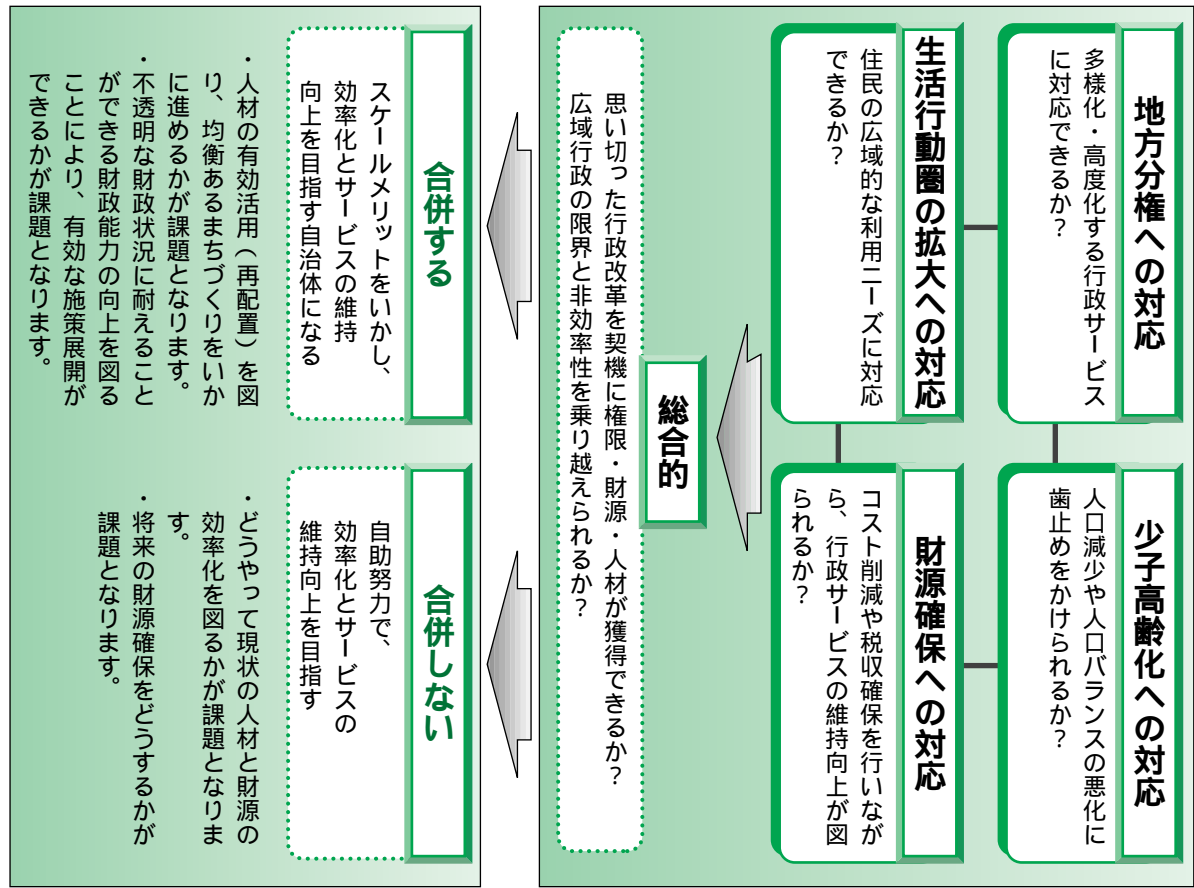 地方分権への対応
多様化・高度化する行政サービス
に対応できるか？
少子高齢化への対応
人口減少や人口バランスの悪化に
歯止めをかけられるか？
生活行動圏の拡大への対応
住民の広域的な利用ニーズに対応
できるか？
財源確保への対応
コスト削減や税収確保を行いなが
ら、行政サービスの維持向上が図
られるか？
総合的
思い切った行政改革を契機に権限・財源・人材が獲得できるか？
広域行政の限界と非効率性を乗り越えられるか？
合併する
スケールメリットをいかし、
効率化とサービスの維持
向上を目指す自治体になる
・人材の有効活用（再配置）を図
り、均衡あるまちづくりをいか
に進めるかが課題となります。
・不透明な財政状況に耐えること
ができる財政能力の向上を図る
ことにより、有効な施策展開が
できるかが課題となります。
合併しない
自助努力で、
効率化とサービスの
維持向上を目指す
・どうやって現状の人材と財源の
効率化を図るかが課題となりま
す。
・将来の財源確保をどうするかが
課題となります。